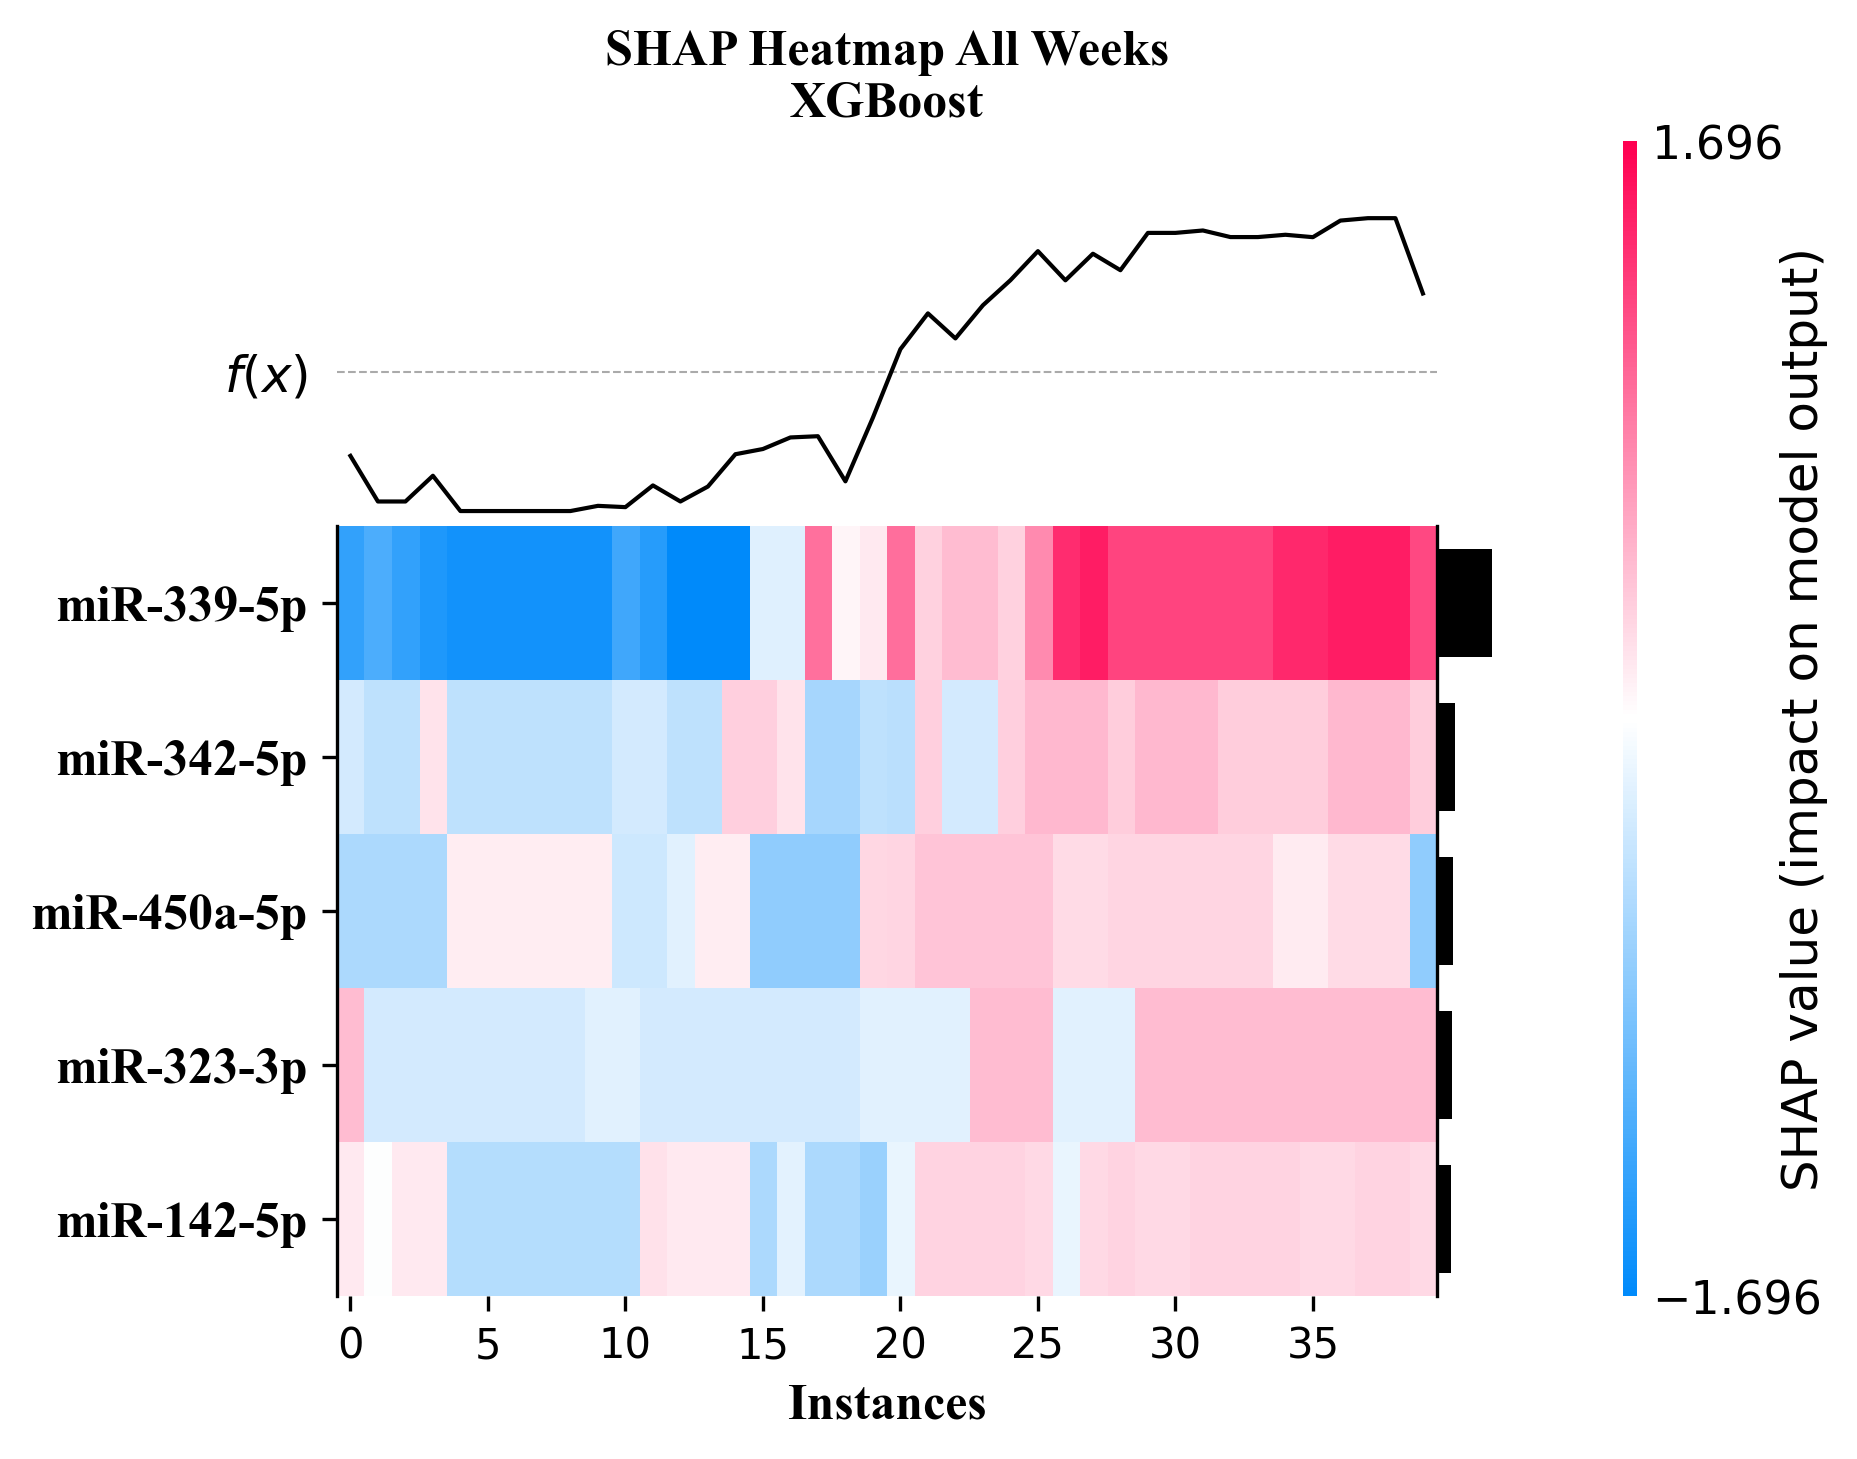 SHAP Heatmap All Weeks
XGBoost
f(x)
miR-339-5p
miR-342-5p
miR-450a-5p
miR-323-3p
miR-142-5p
0 5 10 15 20 25 30 35
Instances
1.696
−1.696
SHAP value (impact on model output)